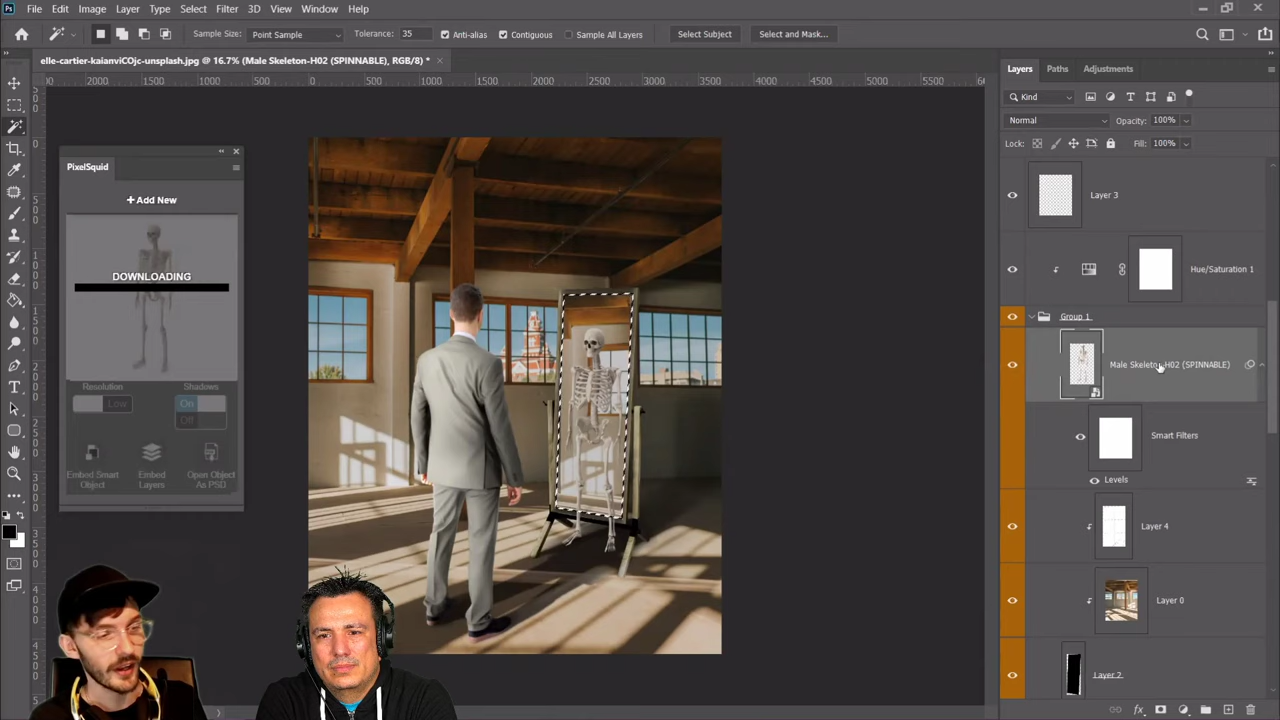 Ps File Edit Image Layer Type Select Filter 3D View Window Help
Sample Size: Point Sample Tolerance: 35 Anti-alias Contiguous Sample All Layers Select Subject Select and Mask...
elle-cartier-kaianviCOjc-unsplash.jpg @ 16.7% (Male Skeleton-H02 (SPINNABLE), RGB/8) *
2000 1500 1000 500 0 500 1000 1500 2000 2500 3000 3500 4000 4500 5000 5500
PixelSquid
+ Add New
DOWNLOADING
Resolution Shadows
Low On
Off
Embed Smart Object
Embed Layers
Open Object As PSD
Layers Paths Adjustments
Kind
Normal Opacity: 100%
Lock: Fill: 100%
Layer 3
Hue/Saturation 1
Group 1
Male Skeleton-H02 (SPINNABLE)
Smart Filters
Levels
Layer 4
Layer 0
Layer 2
fx